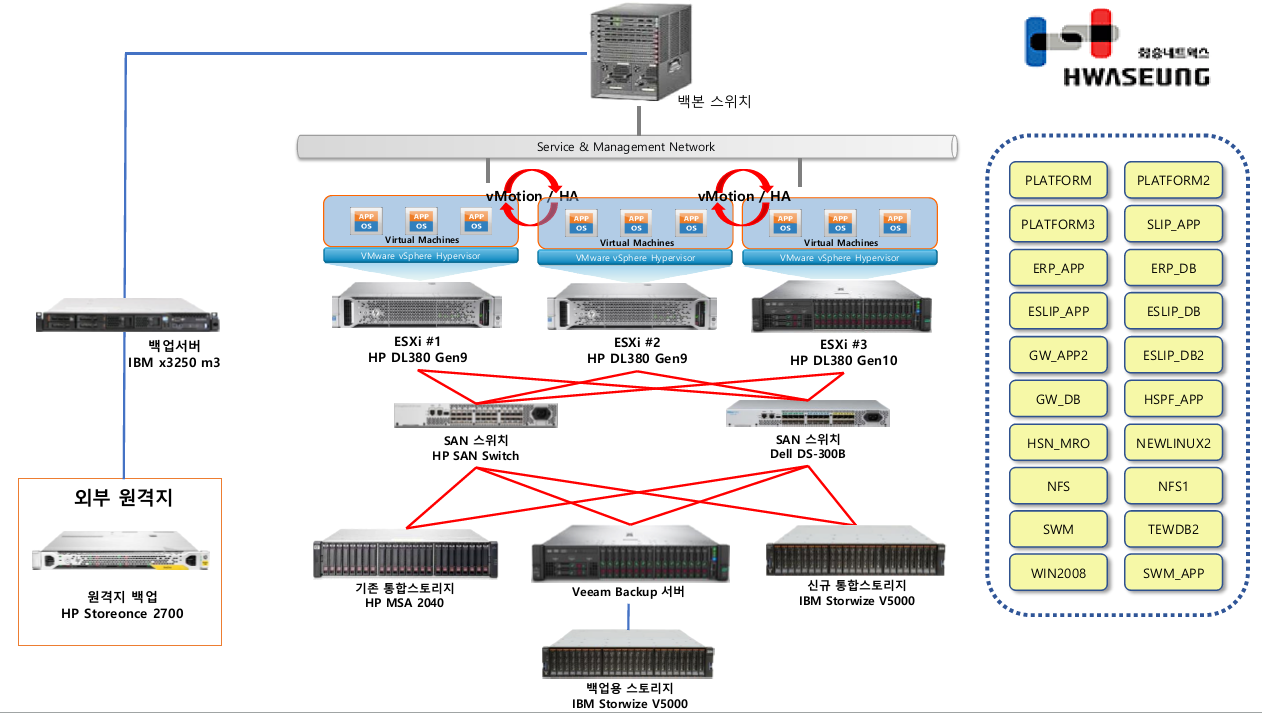 백본 스위치
화승네트웍스
HWASEUNG
Service & Management Network
vMotion / HA
vMotion / HA
APP
OS
APP
OS
APP
OS
Virtual Machines
VMware vSphere Hypervisor
APP
OS
APP
OS
APP
OS
Virtual Machines
VMware vSphere Hypervisor
APP
OS
APP
OS
APP
OS
Virtual Machines
VMware vSphere Hypervisor
백업서버
IBM x3250 m3
ESXi #1
HP DL380 Gen9
ESXi #2
HP DL380 Gen9
ESXi #3
HP DL380 Gen10
SAN 스위치
HP SAN Switch
SAN 스위치
Dell DS-300B
외부 원격지
원격지 백업
HP Storeonce 2700
기존 통합스토리지
HP MSA 2040
Veeam Backup 서버
신규 통합스토리지
IBM Storwize V5000
백업용 스토리지
IBM Storwize V5000
PLATFORM
PLATFORM2
PLATFORM3
SLIP_APP
ERP_APP
ERP_DB
ESLIP_APP
ESLIP_DB
GW_APP2
ESLIP_DB2
GW_DB
HSPF_APP
HSN_MRO
NEWLINUX2
NFS
NFS1
SWM
TEWDB2
WIN2008
SWM_APP